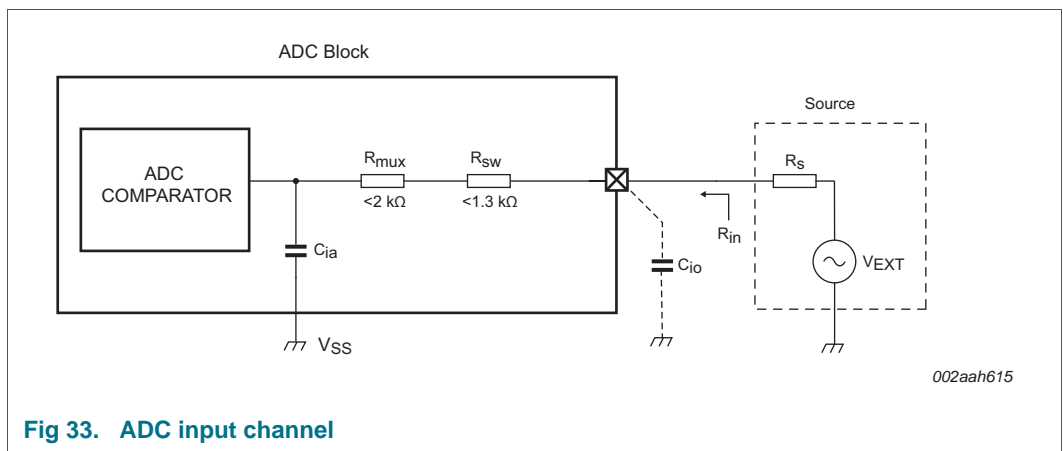 ADC Block
Source
ADC
COMPARATOR
Rmux
<2 kΩ
Rsw
<1.3 kΩ
Rs
Rin
Cia
Cio
VEXT
VSS
002aah615
Fig 33. ADC input channel